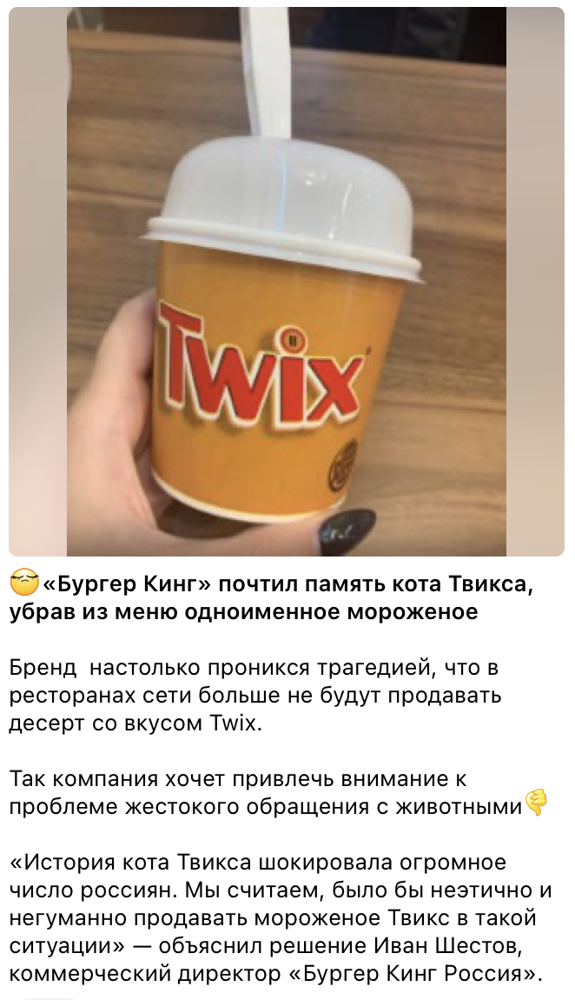 Twix
😔«Бургер Кинг» почтил память кота Твикса,
убрав из меню одноименное мороженое
Бренд  настолько проникся трагедией, что в
ресторанах сети больше не будут продавать
десерт со вкусом Twix.
Так компания хочет привлечь внимание к
проблеме жестокого обращения с животными👎
«История кота Твикса шокировала огромное
число россиян. Мы считаем, было бы неэтично и
негуманно продавать мороженое Твикс в такой
ситуации» — объяснил решение Иван Шестов,
коммерческий директор «Бургер Кинг Россия».